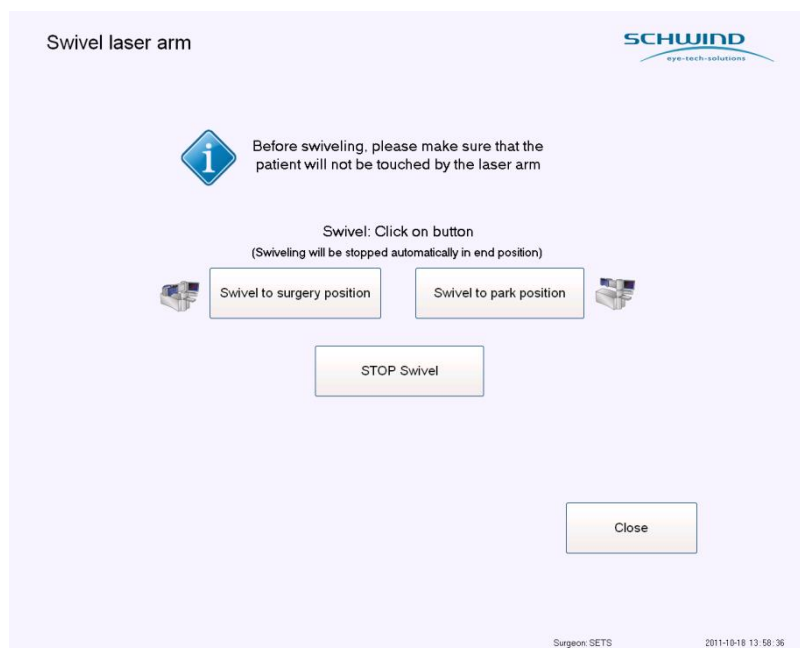 Swivel laser arm
SCHWIND
eye-tech-solutions
i
Before swiveling, please make sure that the
patient will not be touched by the laser arm
Swivel: Click on button
(Swiveling will be stopped automatically in end position)
Swivel to surgery position
Swivel to park position
STOP Swivel
Close
Surgeon: SETS
2011-10-18 13:58:36